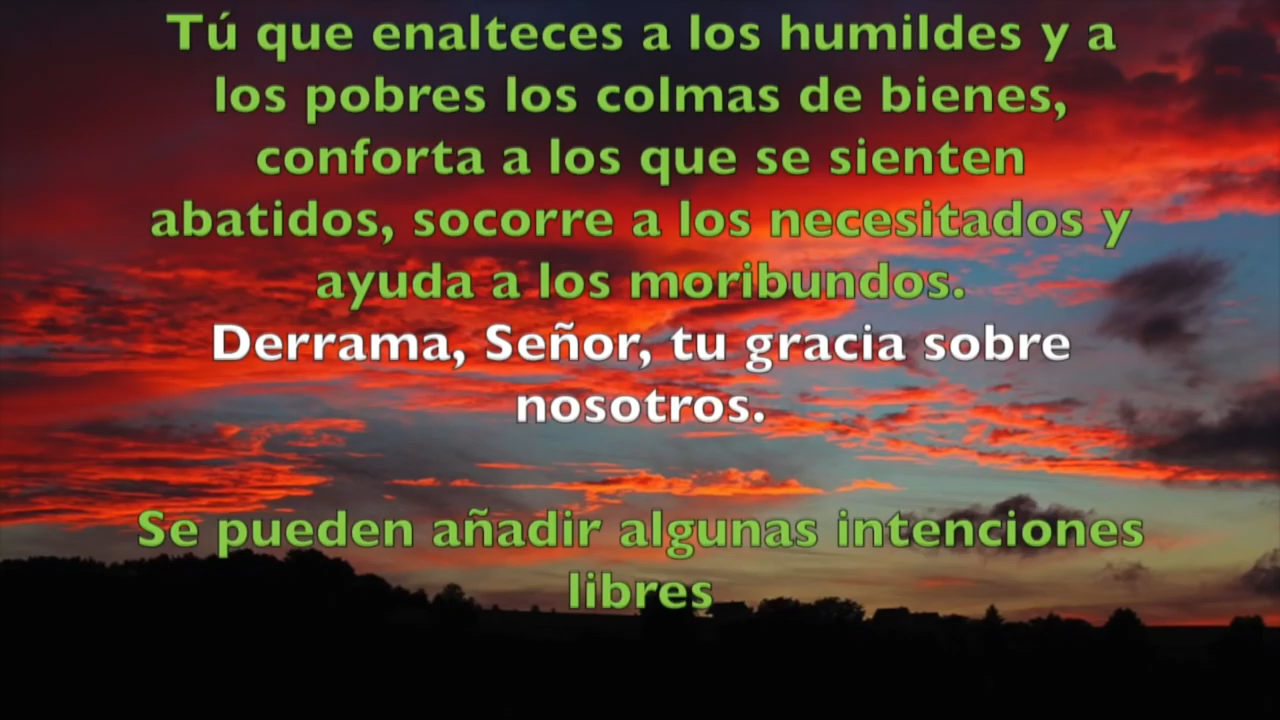 Tú que enalteces a los humildes y a
los pobres los colmas de bienes,
conforta a los que se sienten
abatidos, socorre a los necesitados y
ayuda a los moribundos.
Derrama, Señor, tu gracia sobre
nosotros.
Se pueden añadir algunas intenciones
libres